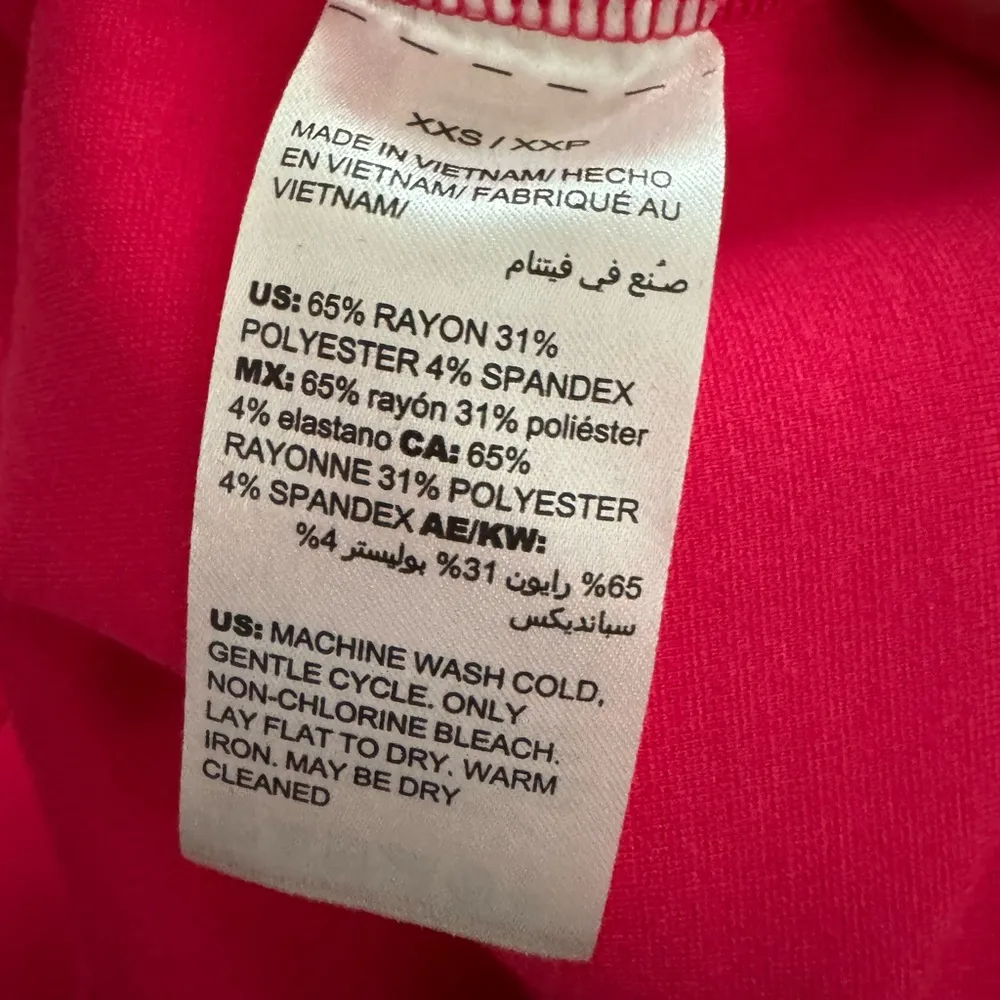 XXS / XXP
MADE IN VIETNAM/ HECHO
EN VIETNAM/ FABRIQUÉ AU
VIETNAM/
صُنع في فيتنام
US: 65% RAYON 31%
POLYESTER 4% SPANDEX
MX: 65% rayón 31% poliéster
4% elastano CA: 65%
RAYONNE 31% POLYESTER
4% SPANDEX AE/KW:
65% رايون 31% بوليستر 4%
سبانديكس
US: MACHINE WASH COLD,
GENTLE CYCLE. ONLY
NON-CHLORINE BLEACH.
LAY FLAT TO DRY. WARM
IRON. MAY BE DRY
CLEANED